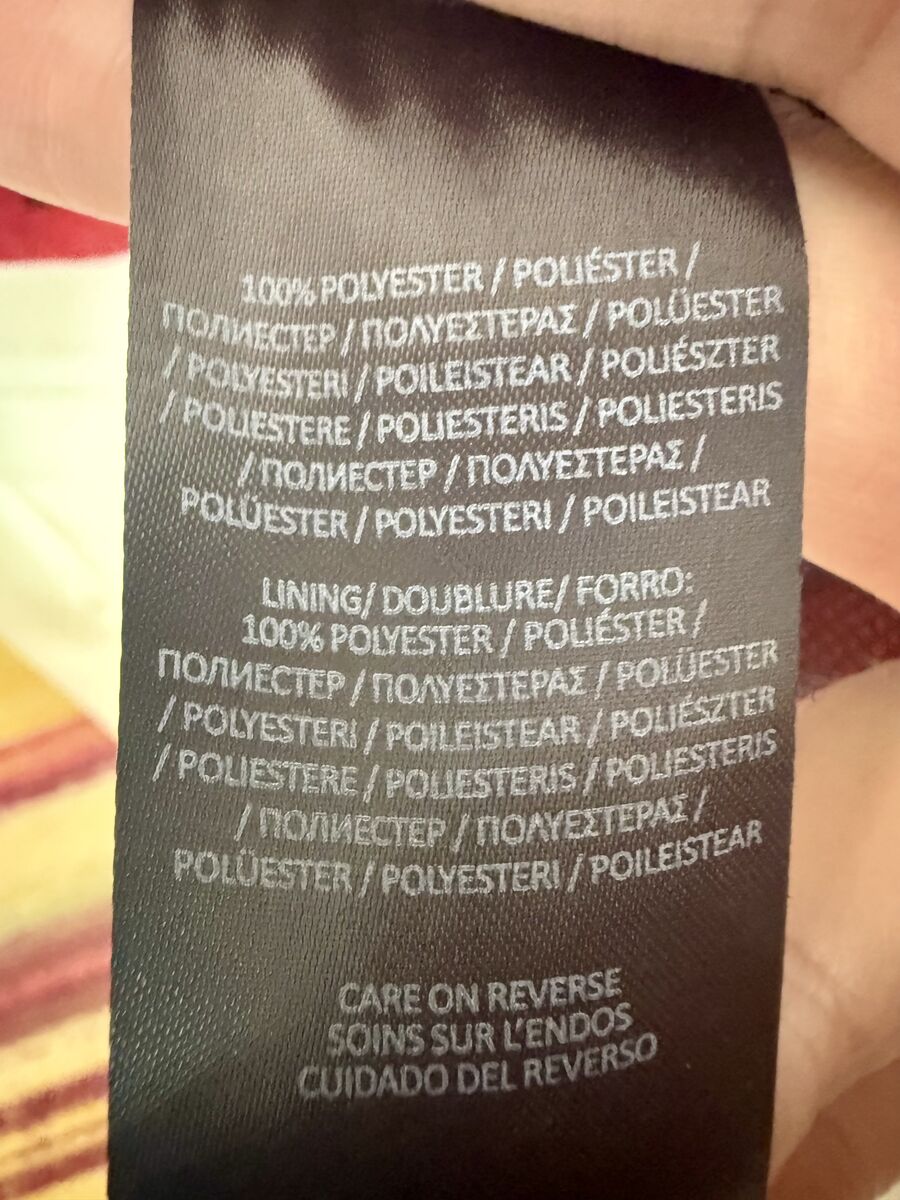 100% POLYESTER / POLIÉSTER /
ПОЛИЕСТЕР / ΠΟΛΥΕΣΤΕΡΑΣ / POLÜESTER
/ POLYESTERI / POILEISTEAR / POLIÉSZTER
/ POLIESTERE / POLIESTERIS / POLIESTERIS
/ ПОЛИЕСТЕР / ΠΟΛΥΕΣΤΕΡΑΣ /
POLÜESTER / POLYESTERI / POILEISTEAR
LINING/ DOUBLURE/ FORRO:
100% POLYESTER / POLIÉSTER /
ПОЛИЕСТЕР / ΠΟΛΥΕΣΤΕΡΑΣ / POLÜESTER
/ POLYESTERI / POILEISTEAR / POLIÉSZTER
/ POLIESTERE / POLIESTERIS / POLIESTERIS
/ ПОЛИЕСТЕР / ΠΟΛΥΕΣΤΕΡΑΣ /
POLÜESTER / POLYESTERI / POILEISTEAR
CARE ON REVERSE
SOINS SUR L'ENDOS
CUIDADO DEL REVERSO